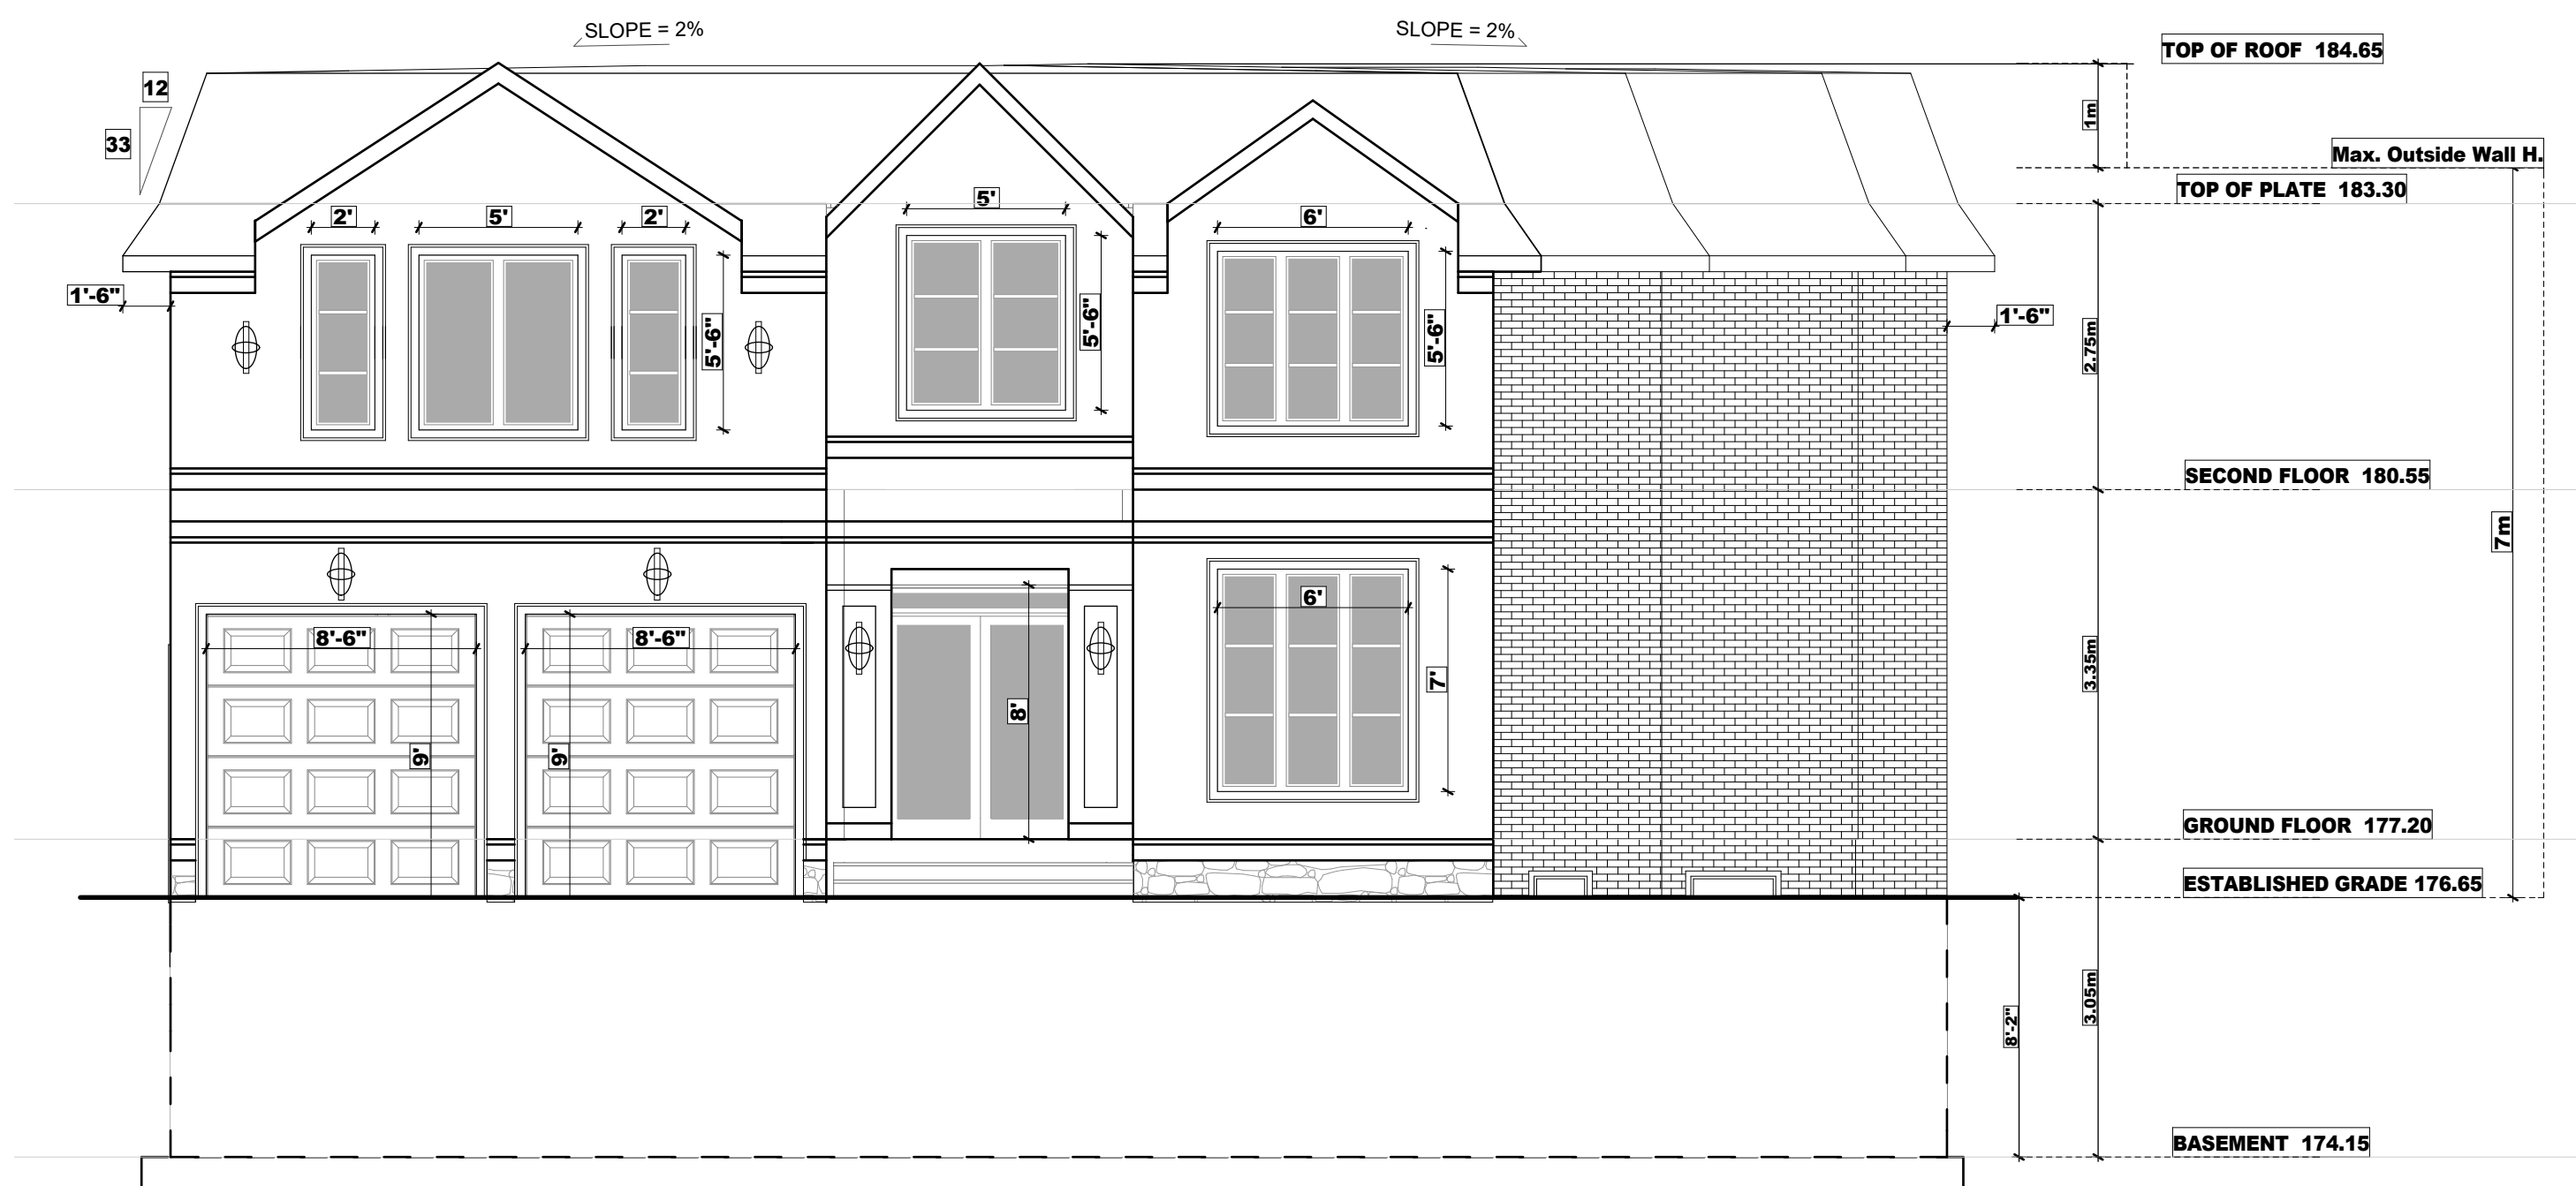 SLOPE = 2%
SLOPE = 2%
TOP OF ROOF 184.65
12
33
1m
Max. Outside Wall H.
TOP OF PLATE 183.30
2'
5'
2'
5'
6'
1'-6"
5'-6"
5'-6"
5'-6"
1'-6"
2.75m
SECOND FLOOR 180.55
7m
8'-6"
8'-6"
6'
9'
9'
8'
7'
3.35m
GROUND FLOOR 177.20
ESTABLISHED GRADE 176.65
8'-2"
3.05m
BASEMENT 174.15